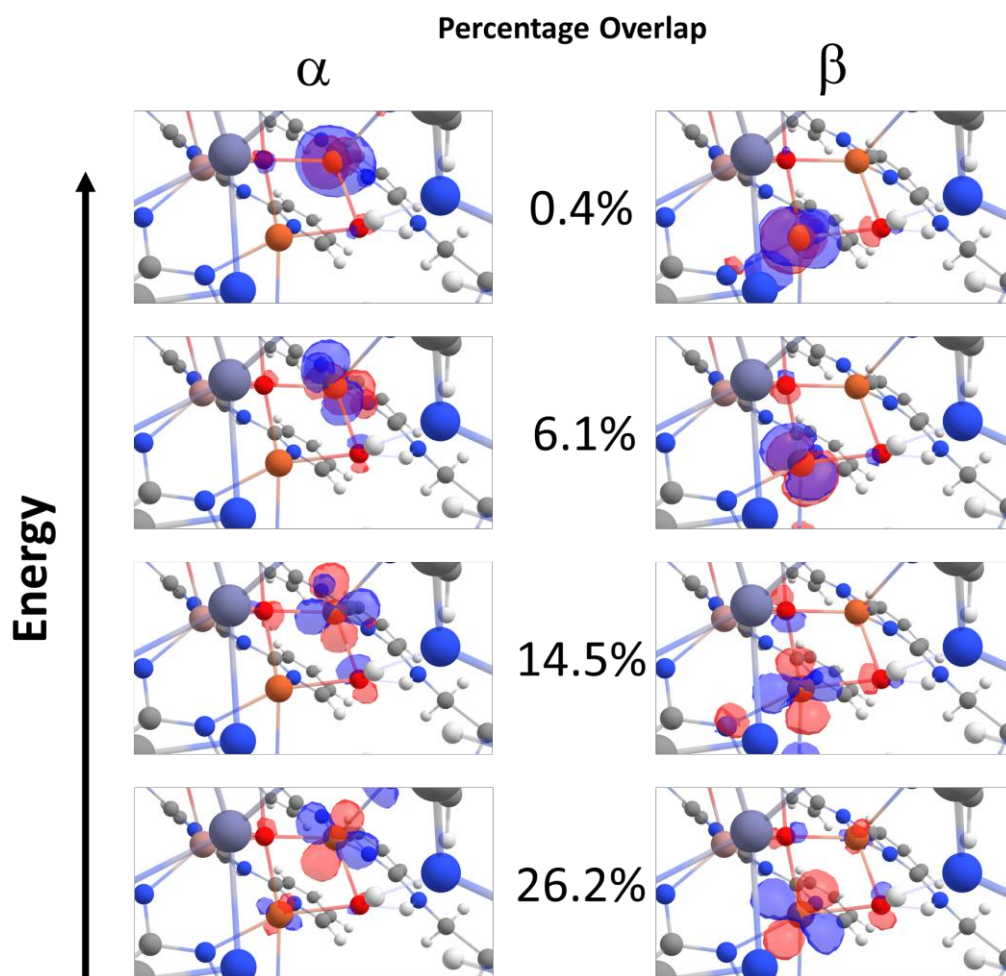 Percentage Overlap
α
β
0.4%
6.1%
14.5%
26.2%
Energy